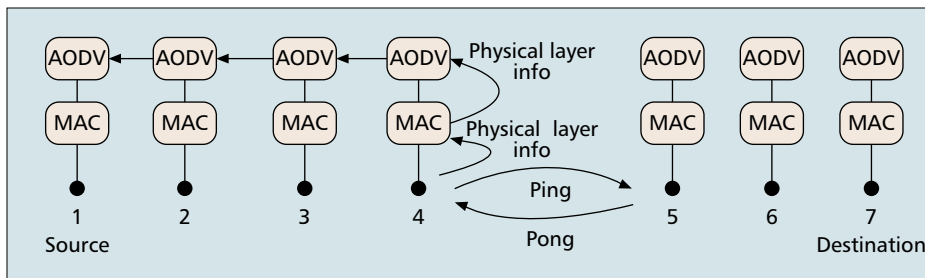 AODV AODV AODV AODV Physical layer info AODV AODV AODV
MAC MAC MAC MAC Physical layer info MAC MAC MAC
Ping
1 2 3 4 5 6 7
Source Pong Destination